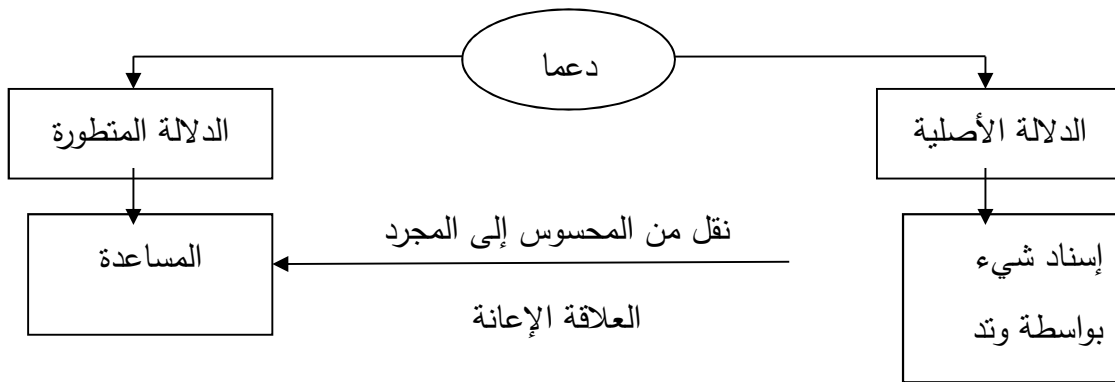 دعما
الدلالة الأصلية
الدلالة المتطورة
إسناد شيء
بواسطة وتد
نقل من المحسوس إلى المجرد
العلاقة الإعانة
المساعدة